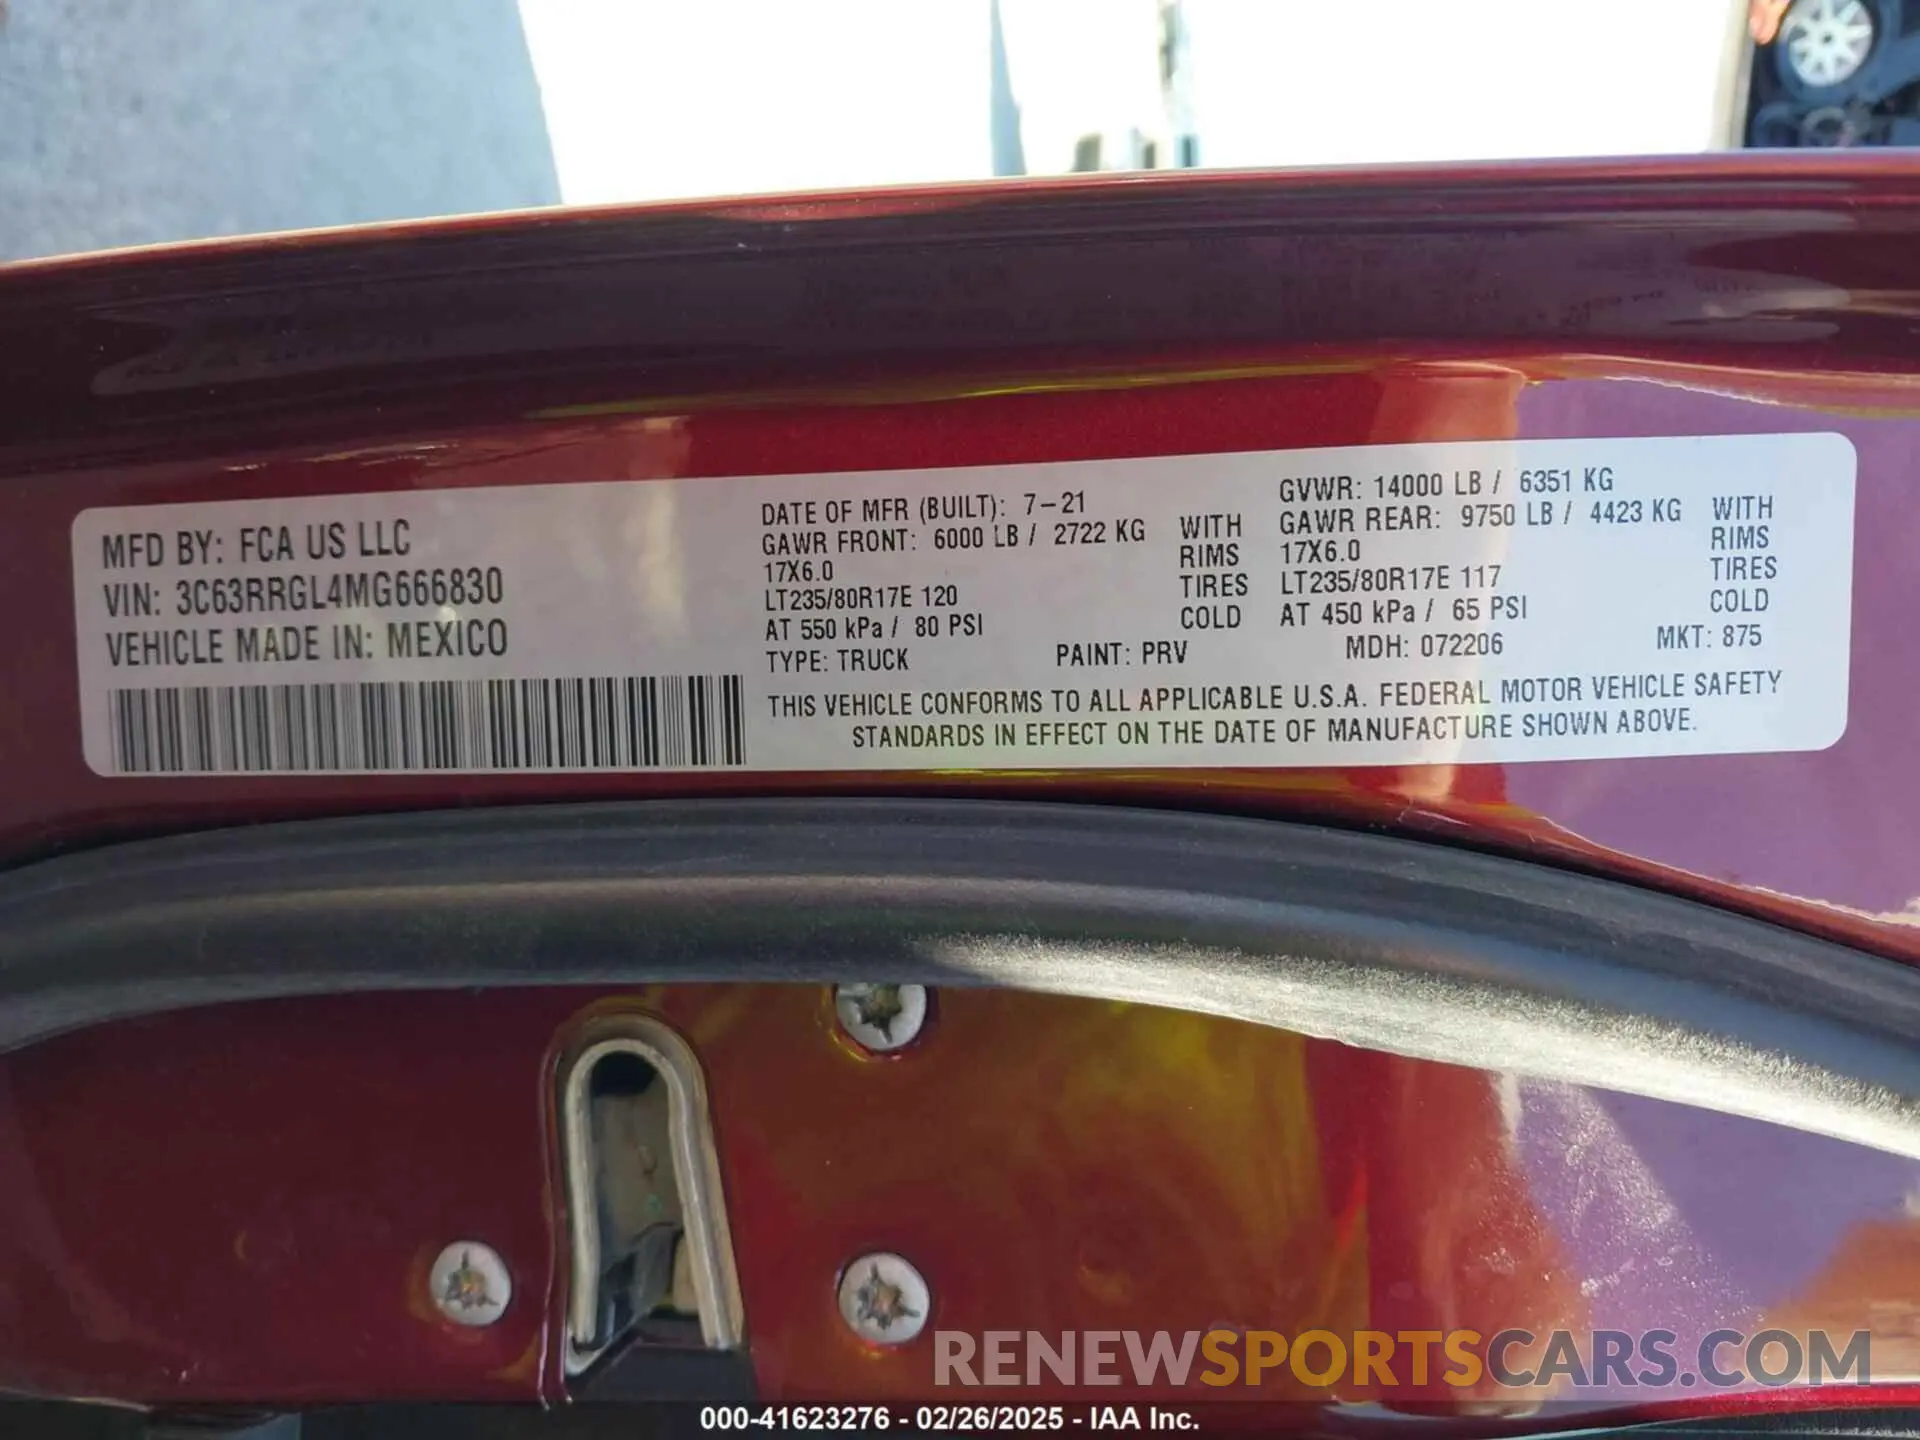 MFD BY: FCA US LLC
VIN: 3C63RRGL4MG666830
VEHICLE MADE IN: MEXICO
DATE OF MFR (BUILT): 7-21
GAWR FRONT: 6000 LB / 2722 KG WITH
17X6.0 RIMS
LT235/80R17E 120 TIRES
AT 550 kPa / 80 PSI COLD
GVWR: 14000 LB / 6351 KG
GAWR REAR: 9750 LB / 4423 KG WITH
17X6.0 RIMS
LT235/80R17E 117 TIRES
AT 450 kPa / 65 PSI COLD
TYPE: TRUCK PAINT: PRV MDH: 072206 MKT: 875
THIS VEHICLE CONFORMS TO ALL APPLICABLE U.S.A. FEDERAL MOTOR VEHICLE SAFETY
STANDARDS IN EFFECT ON THE DATE OF MANUFACTURE SHOWN ABOVE.
RENEWSPORTSCARS.COM
000-41623276 - 02/26/2025 - IAA Inc.